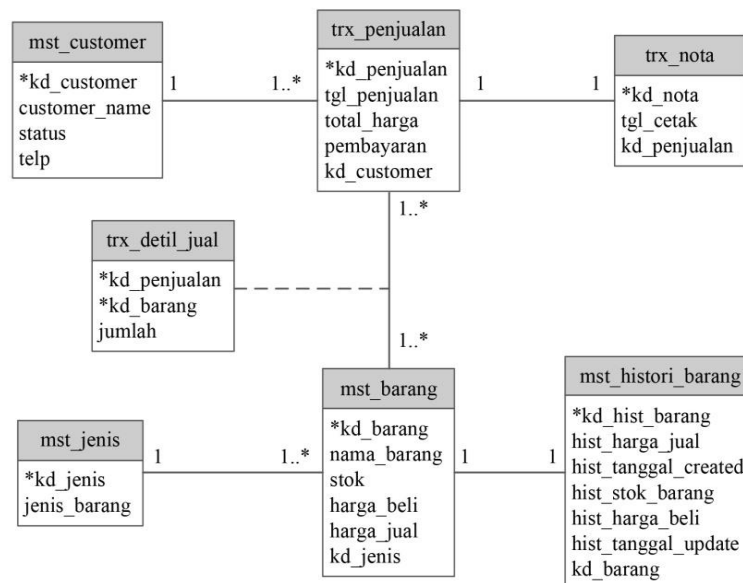 mst_customer
*kd_customer
customer_name
status
telp
1
1..*
trx_penjualan
*kd_penjualan
tgl_penjualan
total_harga
pembayaran
kd_customer
1
1
trx_nota
*kd_nota
tgl_cetak
kd_penjualan
1..*
trx_detil_jual
*kd_penjualan
*kd_barang
jumlah
1..*
mst_jenis
*kd_jenis
jenis_barang
1
1..*
mst_barang
*kd_barang
nama_barang
stok
harga_beli
harga_jual
kd_jenis
1
1
mst_histori_barang
*kd_hist_barang
hist_harga_jual
hist_tanggal_created
hist_stok_barang
hist_harga_beli
hist_tanggal_update
kd_barang